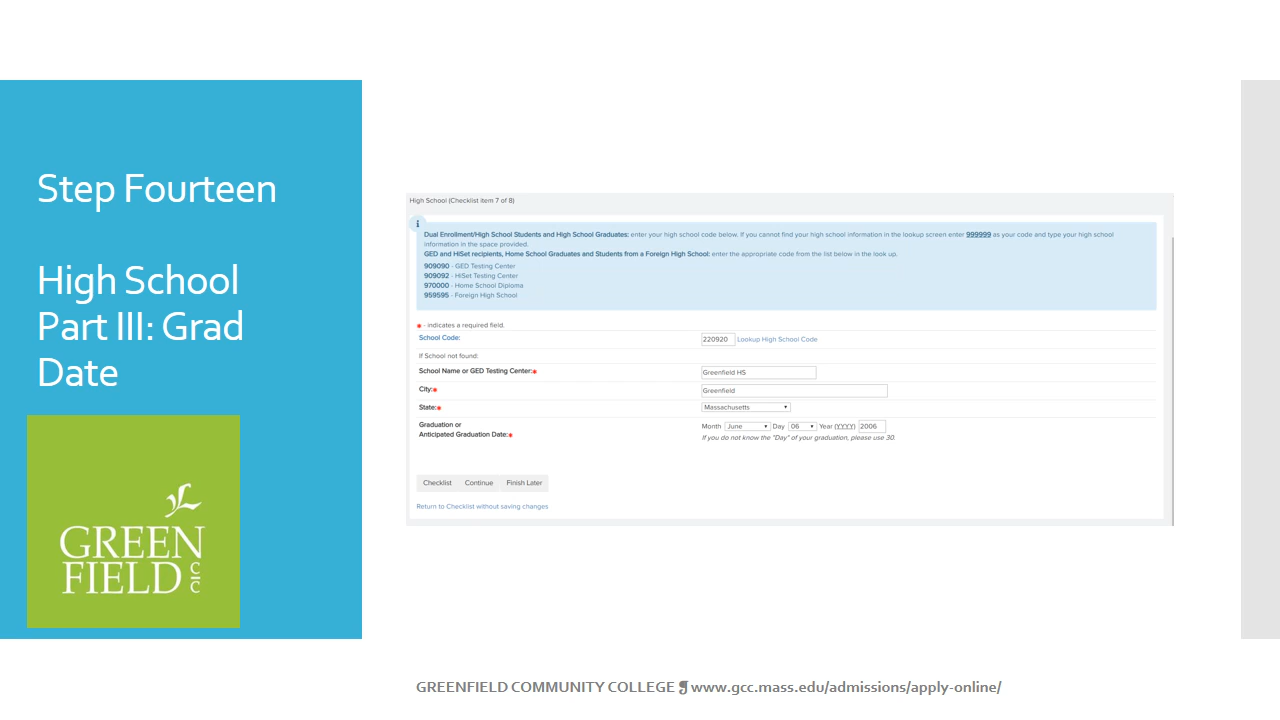 Step Fourteen
High School
Part III: Grad
Date
GREEN
FIELD CC
High School (Checklist item 7 of 8)
i
Dual Enrollment/High School Students and High School Graduates: enter your high school code below. If you cannot find your high school information in the lookup screen enter 999999 as your code and type your high school
information in the space provided.
GED and HiSet recipients, Home School Graduates and Students from a Foreign High School: enter the appropriate code from the list below in the look up.
909090 - GED Testing Center
909092 - HISet Testing Center
970000 - Home School Diploma
959595 - Foreign High School
* - indicates a required field.
School Code: 220920 Lookup High School Code
If School not found:
School Name or GED Testing Center:* Greenfield HS
City:* Greenfield
State:* Massachusetts
Graduation or
Anticipated Graduation Date:* Month June Day 06 Year (YYYY) 2006
If you do not know the "Day" of your graduation, please use 30.
Checklist Continue Finish Later
Return to Checklist without saving changes
GREENFIELD COMMUNITY COLLEGE ❡ www.gcc.mass.edu/admissions/apply-online/